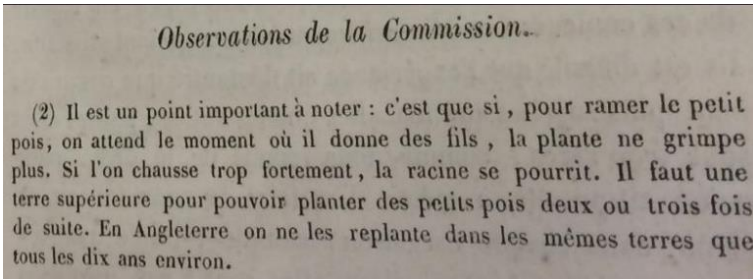 Observations de la Commission.
(2) Il est un point important à noter : c'est que si, pour ramer le petit
pois, on attend le moment où il donne des fils, la plante ne grimpe
plus. Si l'on chausse trop fortement, la racine se pourrit. Il faut une
terre supérieure pour pouvoir planter des petits pois deux ou trois fois
de suite. En Angleterre on ne les replante dans les mêmes terres que
tous les dix ans environ.